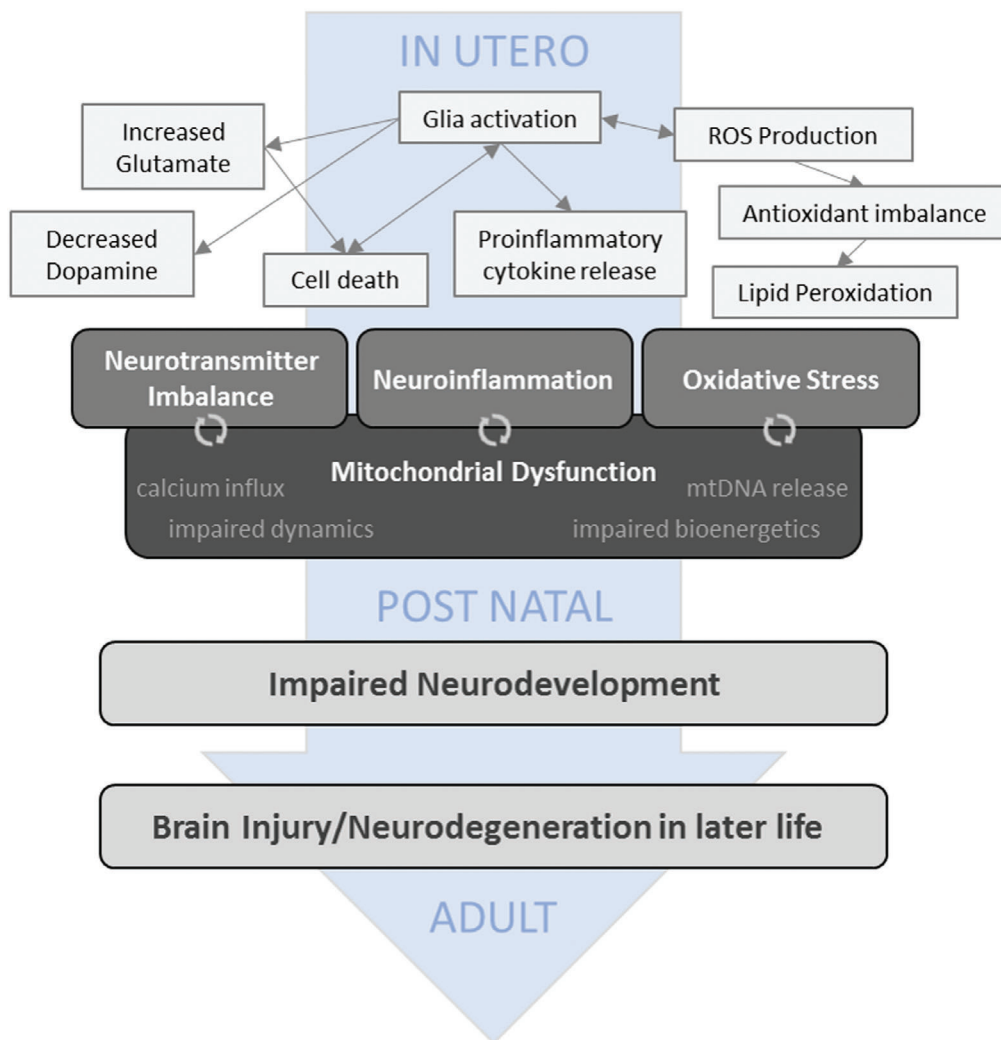 IN UTERO
Glia activation
Increased
Glutamate
ROS Production
Antioxidant imbalance
Decreased
Dopamine
Proinflammatory
cytokine release
Cell death
Lipid Peroxidation
Neurotransmitter
Imbalance
Neuroinflammation
Oxidative Stress
Mitochondrial Dysfunction
calcium influx
mtDNA release
impaired dynamics
impaired bioenergetics
POST NATAL
Impaired Neurodevelopment
Brain Injury/Neurodegeneration in later life
ADULT